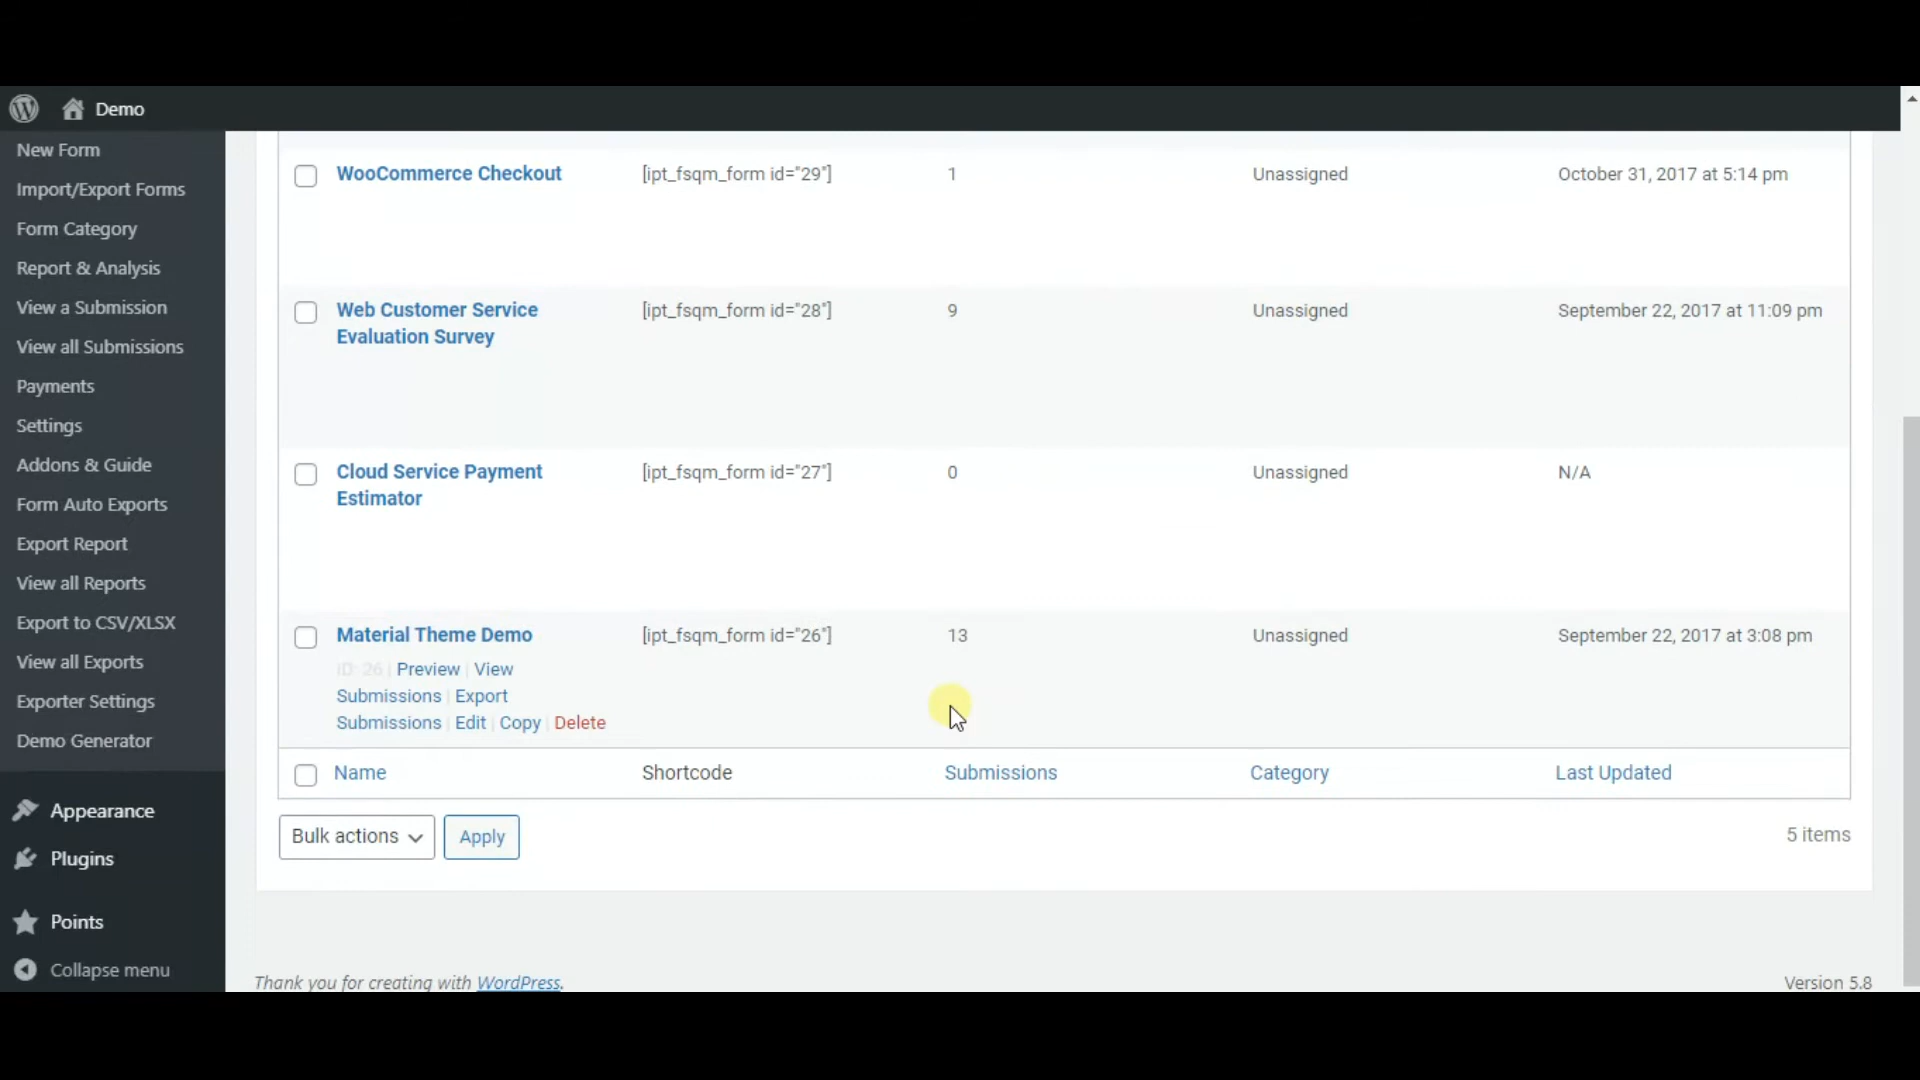 Demo
New Form
Import/Export Forms
Form Category
Report & Analysis
View a Submission
View all Submissions
Payments
Settings
Addons & Guide
Form Auto Exports
Export Report
View all Reports
Export to CSV/XLSX
View all Exports
Exporter Settings
Demo Generator
Appearance
Plugins
Points
Collapse menu
WooCommerce Checkout [ipt_fsqm_form id="29"] 1 Unassigned October 31, 2017 at 5:14 pm
Web Customer Service [ipt_fsqm_form id="28"] 9 Unassigned September 22, 2017 at 11:09 pm
Evaluation Survey
Cloud Service Payment [ipt_fsqm_form id="27"] 0 Unassigned N/A
Estimator
Material Theme Demo [ipt_fsqm_form id="26"] 13 Unassigned September 22, 2017 at 3:08 pm
ID: 26 | Preview | View
Submissions | Export
Submissions | Edit | Copy | Delete
Name Shortcode Submissions Category Last Updated
Bulk actions Apply 5 items
Thank you for creating with WordPress. Version 5.8